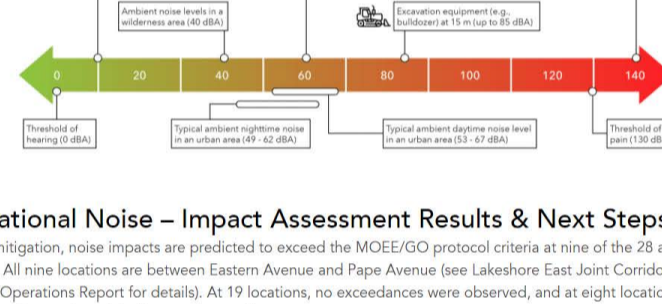 Ambient noise levels in a
wilderness area (40 dBA)
Excavation equipment (e.g.,
bulldozer) at 15 m (up to 85 dBA)
0 20 40 60 80 100 120 140
Threshold of
hearing (0 dBA)
Typical ambient nighttime noise
in an urban area (49 - 62 dBA)
Typical ambient daytime noise level
in an urban area (53 - 67 dBA)
Threshold of
pain (130 dB
ational Noise – Impact Assessment Results & Next Steps
mitigation, noise impacts are predicted to exceed the MOEE/GO protocol criteria at nine of the 28 a
All nine locations are between Eastern Avenue and Pape Avenue (see Lakeshore East Joint Corrido
Operations Report for details). At 19 locations, no exceedances were observed, and at eight locatio